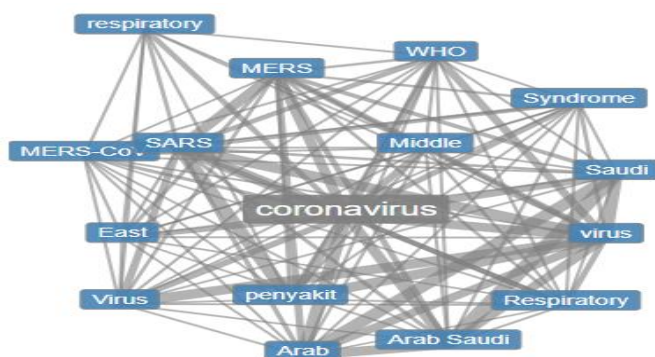 respiratory
WHO
MERS
Syndrome
SARS
Middle
MERS-CoV
Saudi
coronavirus
East
virus
Virus
penyakit
Respiratory
Arab Saudi
Arab